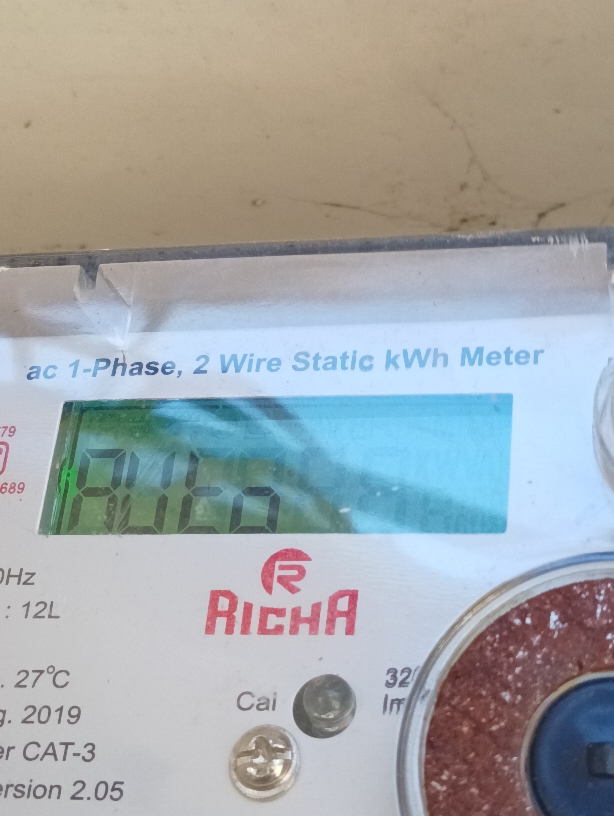 ac 1-Phase, 2 Wire Static kWh Meter
79
689
Auto
R
RICHA
0Hz
: 12L
. 27°C
g. 2019
er CAT-3
ersion 2.05
Cal
320
Im